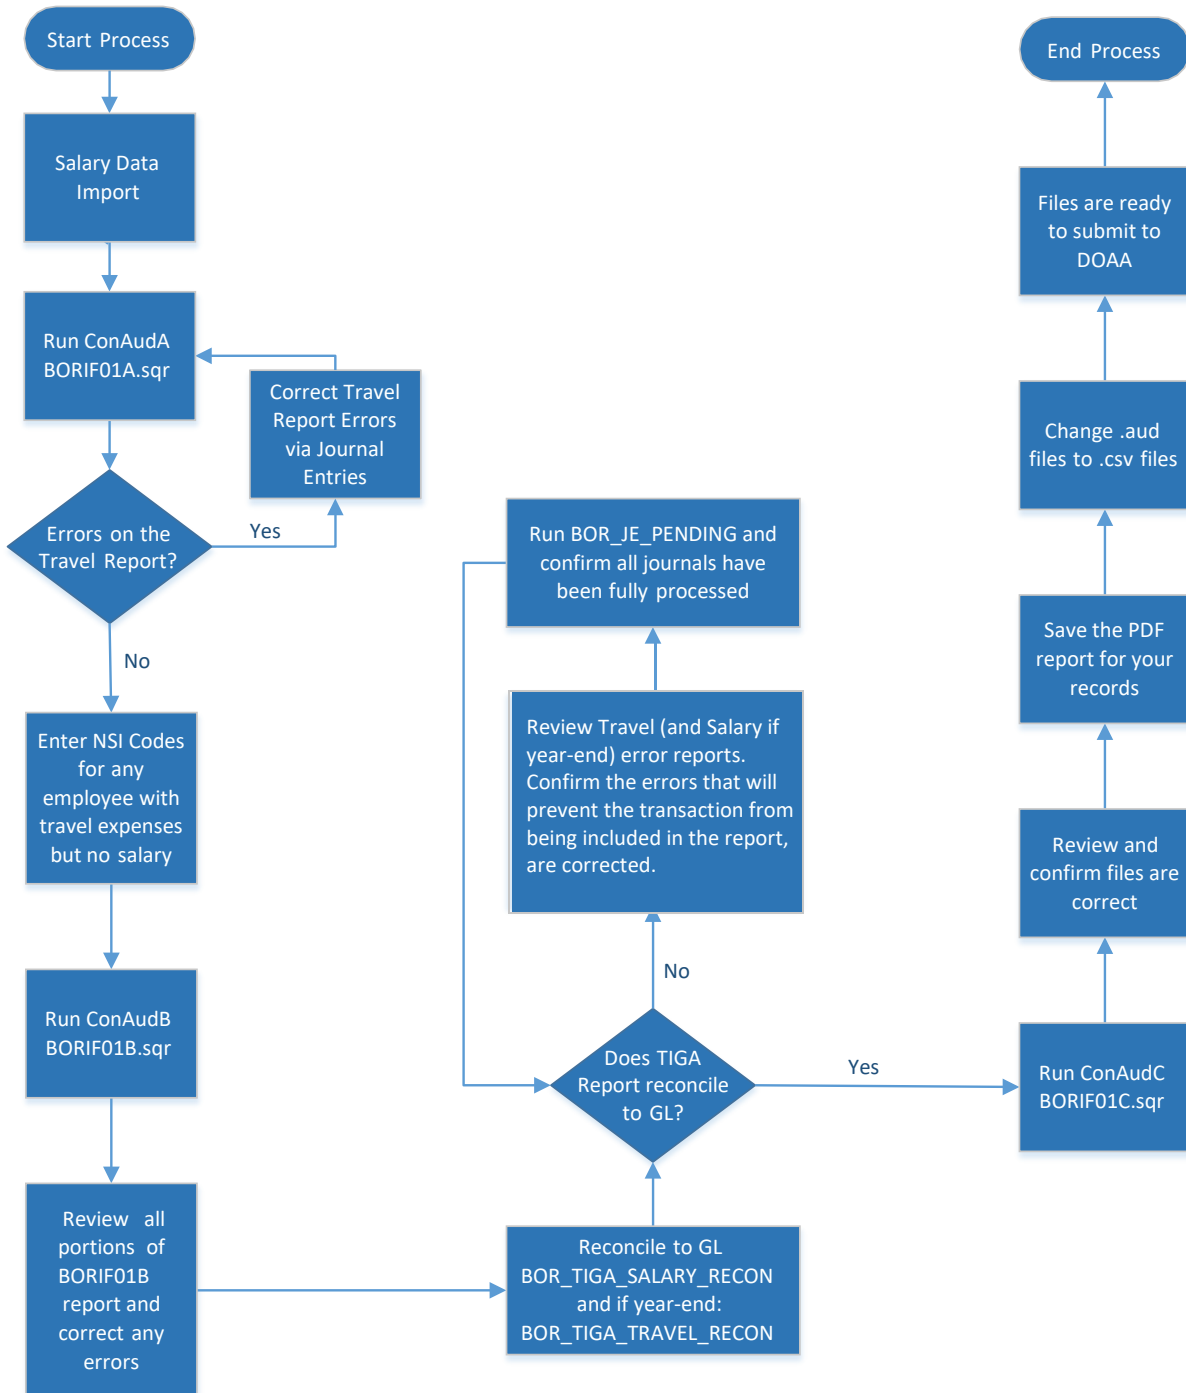 Start Process
Salary Data
Import
Run ConAudA
BORIF01A.sqr
Correct Travel
Report Errors
via Journal
Entries
Errors on the
Travel Report?
Yes
No
Enter NSI Codes
for any
employee with
travel expenses
but no salary
Run ConAudB
BORIF01B.sqr
Review all
portions of
BORIF01B
report and
correct any
errors
Reconcile to GL
BOR_TIGA_SALARY_RECON
and if year-end:
BOR_TIGA_TRAVEL_RECON
Does TIGA
Report reconcile
to GL?
No
Review Travel (and Salary if
year-end) error reports.
Confirm the errors that will
prevent the transaction from
being included in the report,
are corrected.
Run BOR_JE_PENDING and
confirm all journals have
been fully processed
Yes
Run ConAudC
BORIF01C.sqr
Review and
confirm files are
correct
Save the PDF
report for your
records
Change .aud
files to .csv files
Files are ready
to submit to
DOAA
End Process